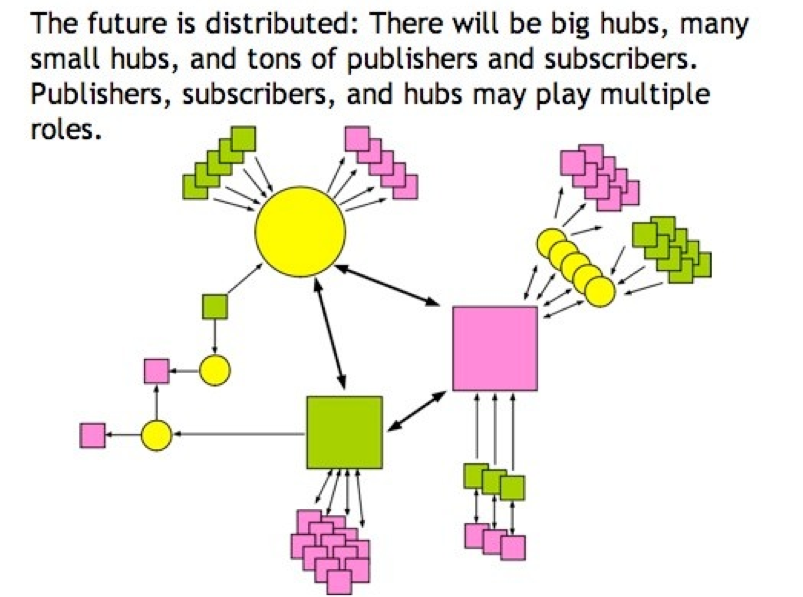 The future is distributed: There will be big hubs, many
small hubs, and tons of publishers and subscribers.
Publishers, subscribers, and hubs may play multiple
roles.